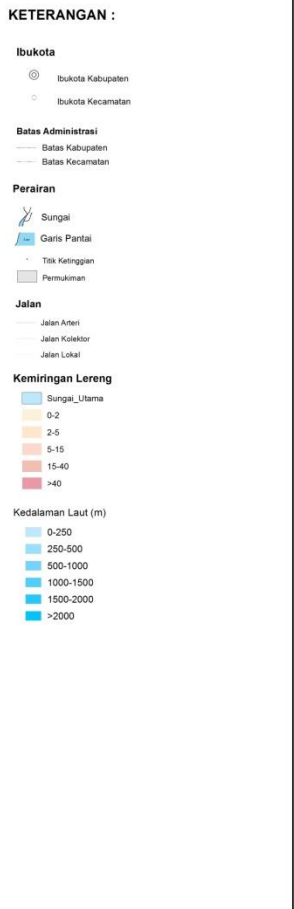 KETERANGAN :
Ibukota
Ibukota Kabupaten
Ibukota Kecamatan
Batas Administrasi
Batas Kabupaten
Batas Kecamatan
Perairan
Sungai
Garis Pantai
Titik Ketinggian
Permukiman
Jalan
Jalan Arteri
Jalan Kolektor
Jalan Lokal
Kemiringan Lereng
Sungai_Utama
0-2
2-5
5-15
15-40
>40
Kedalaman Laut (m)
0-250
250-500
500-1000
1000-1500
1500-2000
>2000